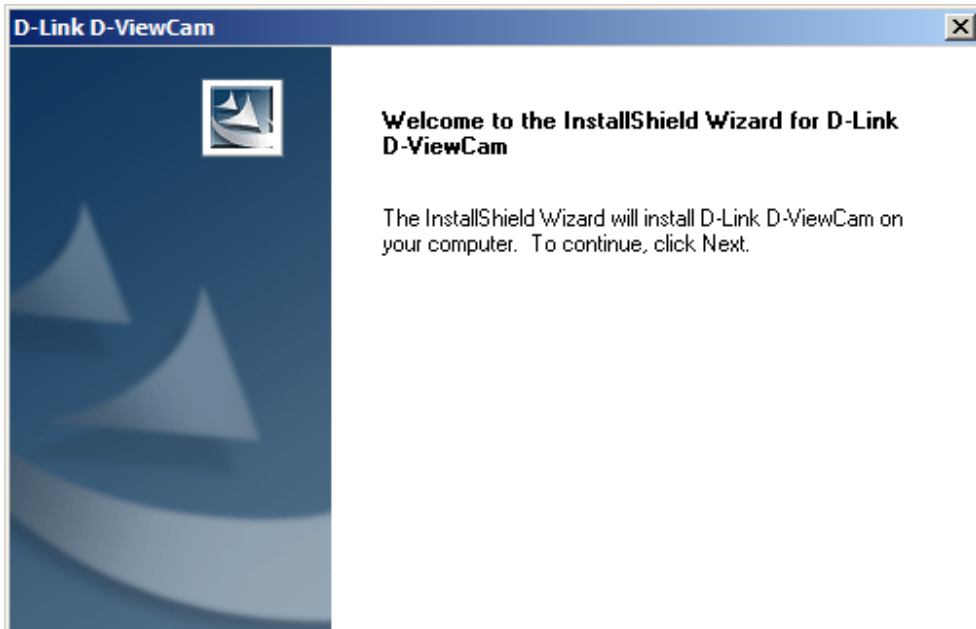 D-Link D-ViewCam
Welcome to the InstallShield Wizard for D-Link
D-ViewCam
The InstallShield Wizard will install D-Link D-ViewCam on
your computer.  To continue, click Next.